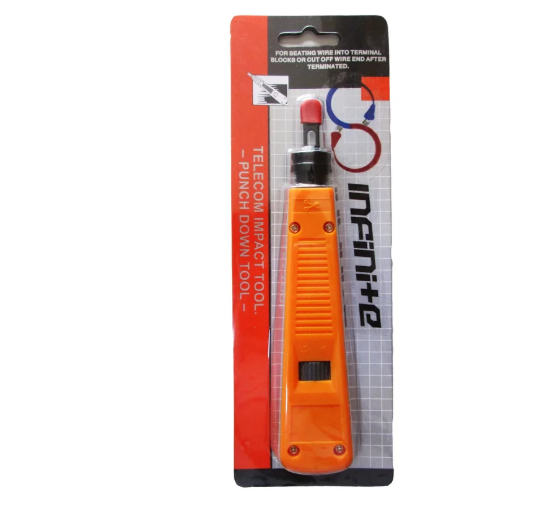 FOR SEATING WIRE INTO TERMINAL
BLOCKS OR CUT OFF WIRE END AFTER
TERMINATED.
TELECOM IMPACT TOOL.
– PUNCH DOWN TOOL –
INFINITE